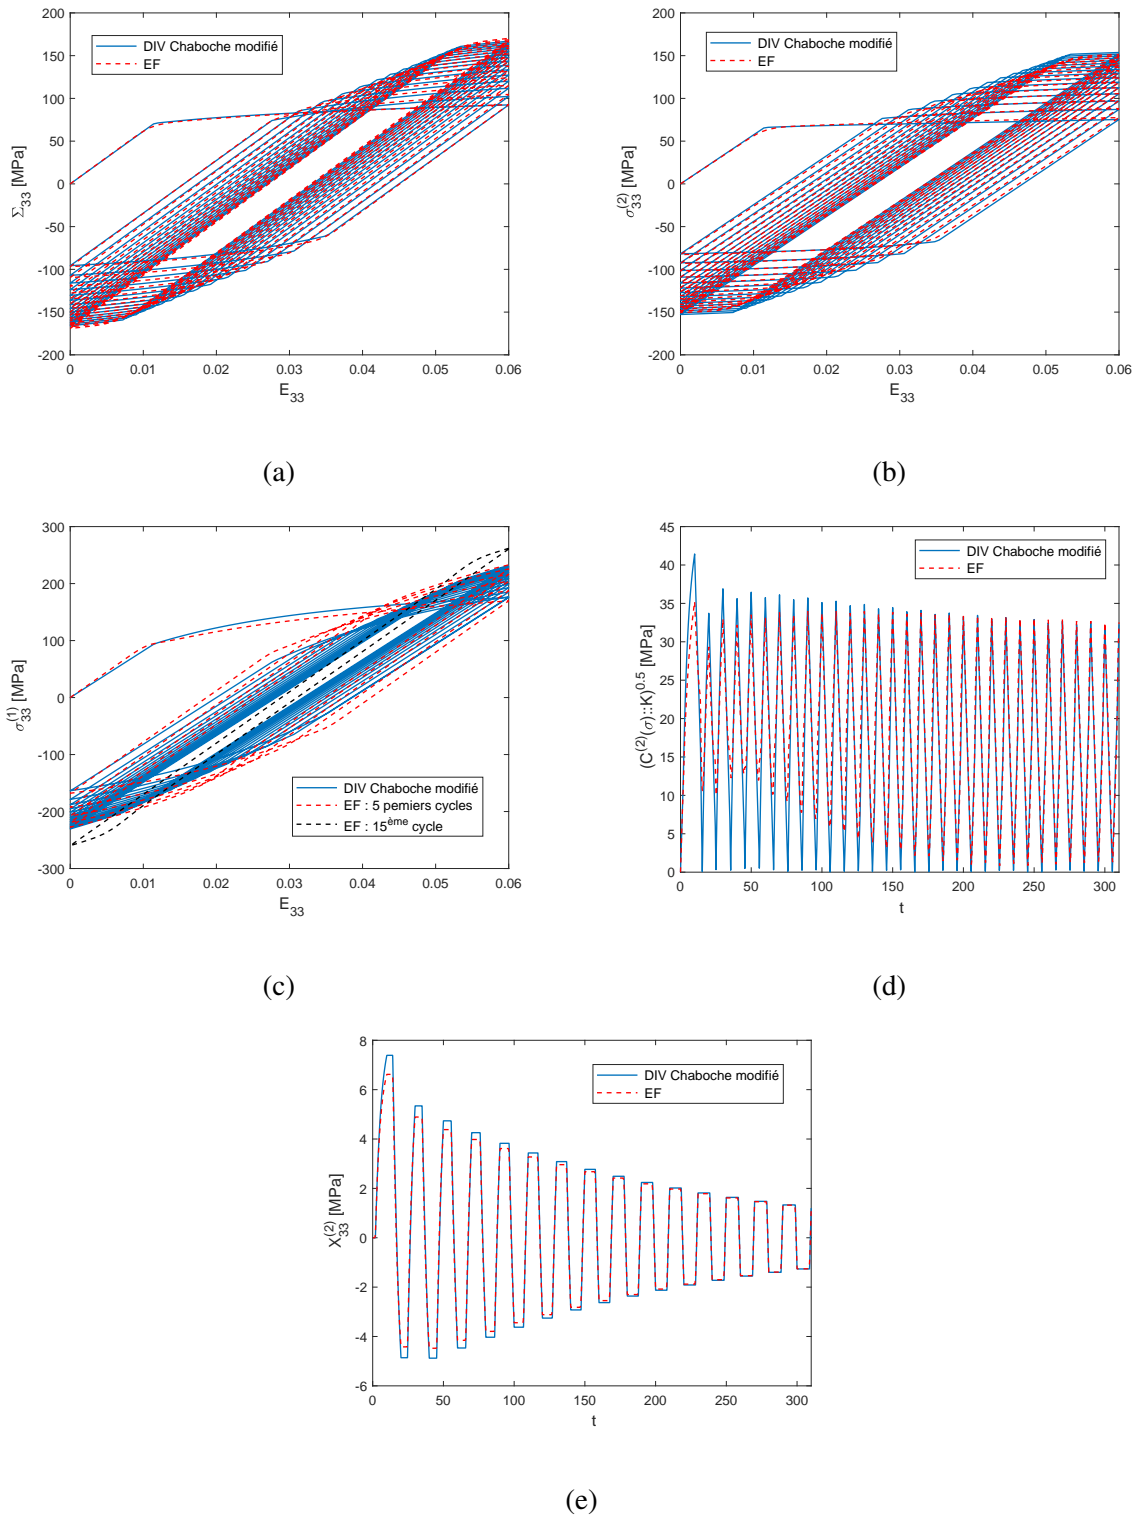 200
150
100
50
0
-50
-100
-150
-200
Σ33 [MPa]
DIV Chaboche modifié
EF
0 0.01 0.02 0.03 0.04 0.05 0.06
E33
(a)
200
150
100
50
0
-50
-100
-150
-200
σ33(2) [MPa]
DIV Chaboche modifié
EF
0 0.01 0.02 0.03 0.04 0.05 0.06
E33
(b)
300
200
100
0
-100
-200
-300
σ33(1) [MPa]
DIV Chaboche modifié
EF : 5 pemiers cycles
EF : 15ème cycle
0 0.01 0.02 0.03 0.04 0.05 0.06
E33
(c)
45
40
35
30
25
20
15
10
5
0
(C(2)(σ)::K)0.5 [MPa]
DIV Chaboche modifié
EF
0 50 100 150 200 250 300
t
(d)
8
6
4
2
0
-2
-4
-6
X33(2) [MPa]
DIV Chaboche modifié
EF
0 50 100 150 200 250 300
t
(e)